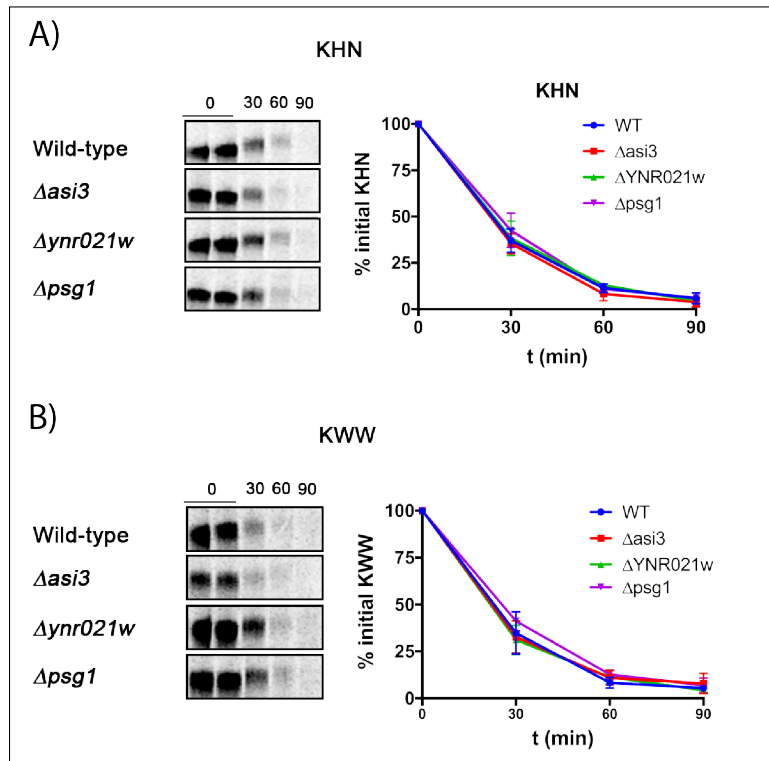 A)
KHN
0 30 60 90
Wild-type
Δasi3
Δynr021w
Δpsg1
KHN
WT
Δasi3
ΔYNR021w
Δpsg1
100
75
50
25
0
% initial KHN
0 30 60 90
t (min)
B)
KWW
0 30 60 90
Wild-type
Δasi3
Δynr021w
Δpsg1
WT
Δasi3
ΔYNR021w
Δpsg1
100
75
50
25
0
% initial KWW
0 30 60 90
t (min)